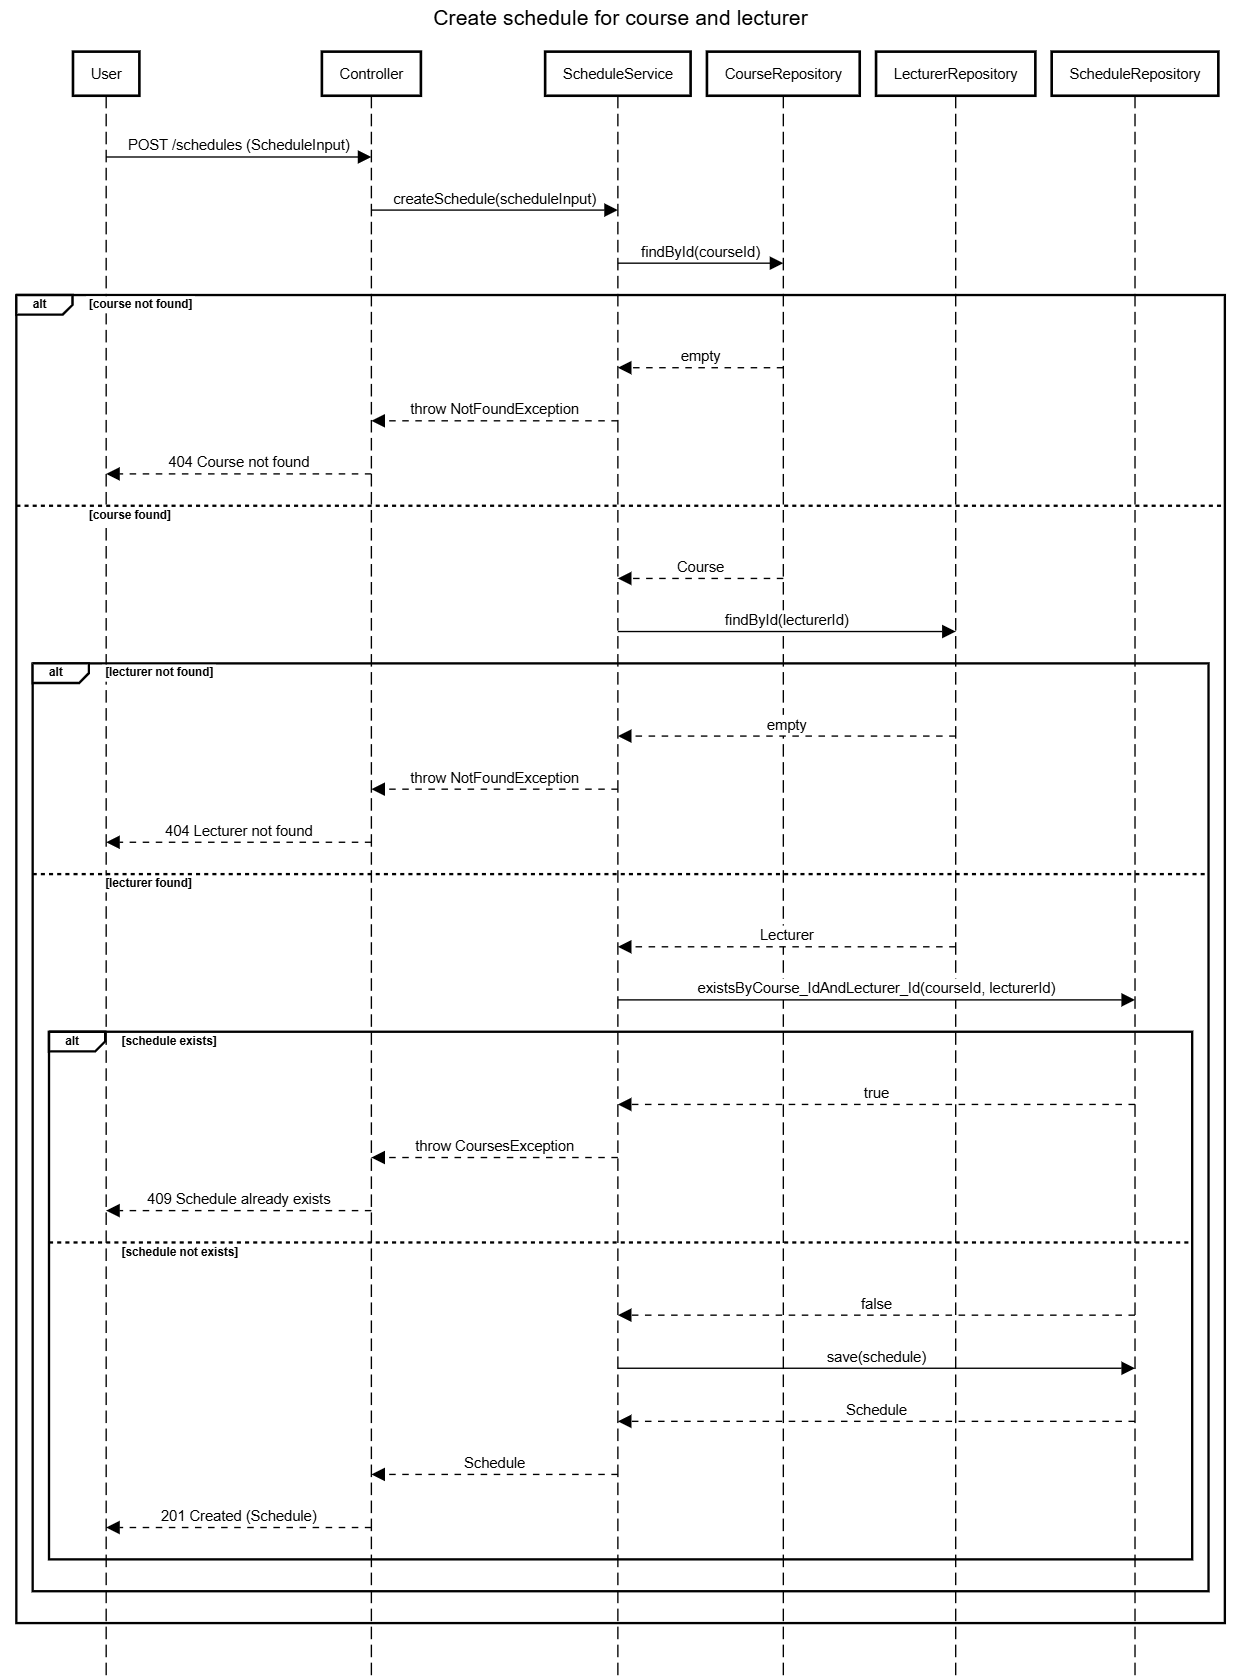 Create schedule for course and lecturer
User
Controller
ScheduleService
CourseRepository
LecturerRepository
ScheduleRepository
POST /schedules (ScheduleInput)
createSchedule(scheduleInput)
findById(courseId)
alt
[course not found]
empty
throw NotFoundException
404 Course not found
[course found]
Course
findById(lecturerId)
alt
[lecturer not found]
empty
throw NotFoundException
404 Lecturer not found
[lecturer found]
Lecturer
existsByCourse_IdAndLecturer_Id(courseId, lecturerId)
alt
[schedule exists]
true
throw CoursesException
409 Schedule already exists
[schedule not exists]
false
save(schedule)
Schedule
Schedule
201 Created (Schedule)